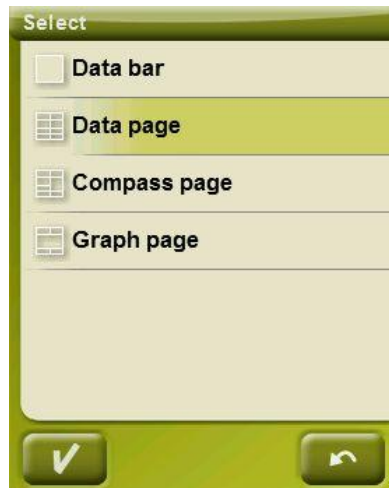 Select
Data bar
Data page
Compass page
Graph page